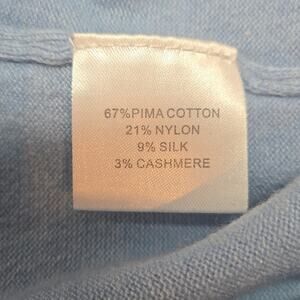 67%PIMA COTTON
21% NYLON
9% SILK
3% CASHMERE